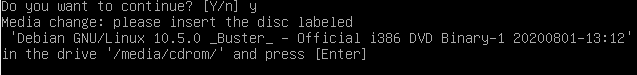 Do you want to continue? [Y/n] y
Media change: please insert the disc labeled
 'Debian GNU/Linux 10.5.0 _Buster_ - Official i386 DVD Binary-1 20200801-13:12'
in the drive '/media/cdrom/' and press [Enter]